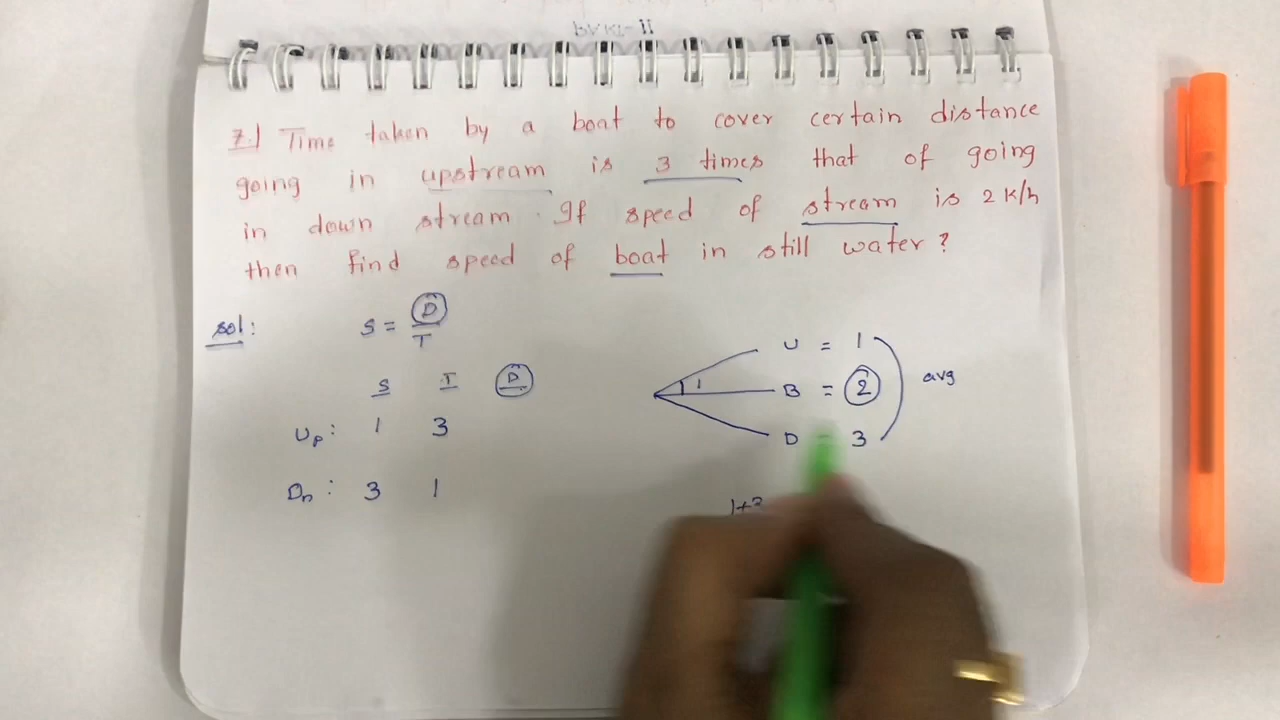 7.) Time taken by a boat to cover certain distance
going in upstream is 3 times that of going
in down stream. If speed of stream is 2 k/h
then find speed of boat in still water?
sol:
S = D
T
S T D
Up: 1 3
Dn: 3 1
U = 1
1 B = 2 avg
D = 3